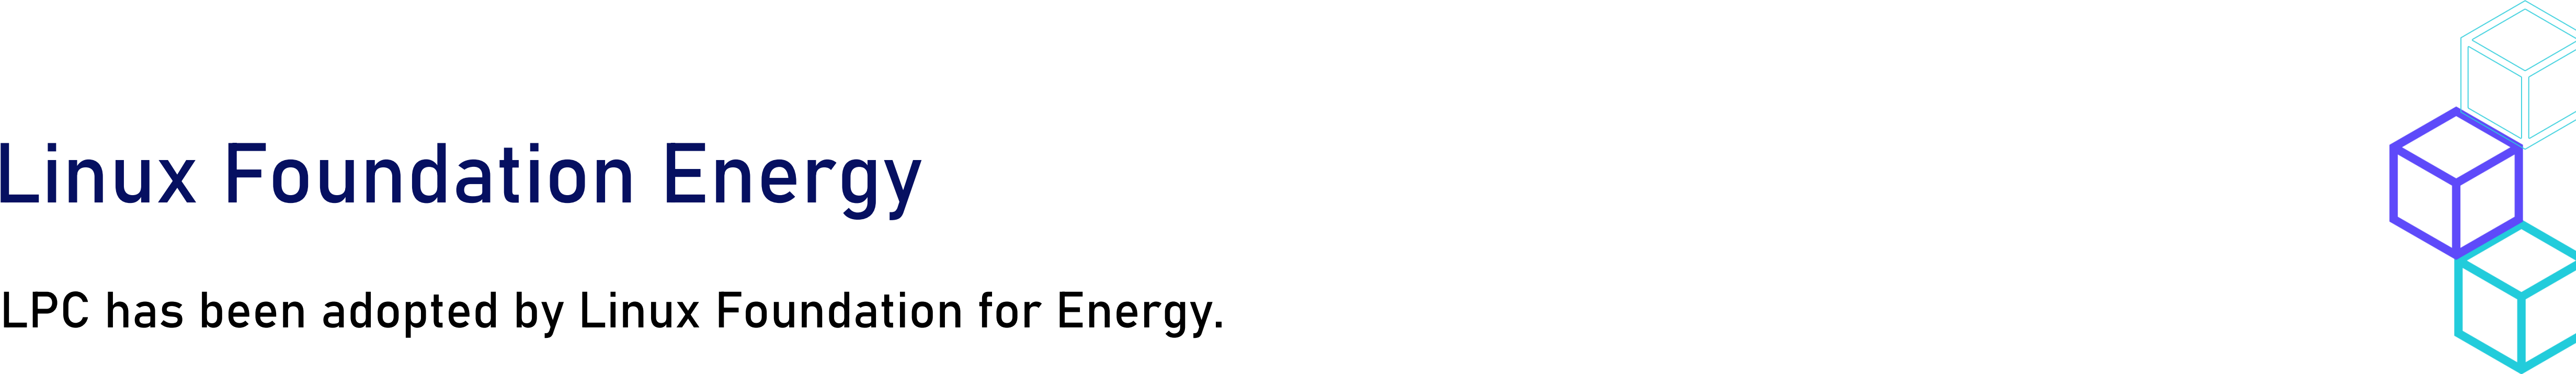 Linux Foundation Energy
LPC has been adopted by Linux Foundation for Energy.